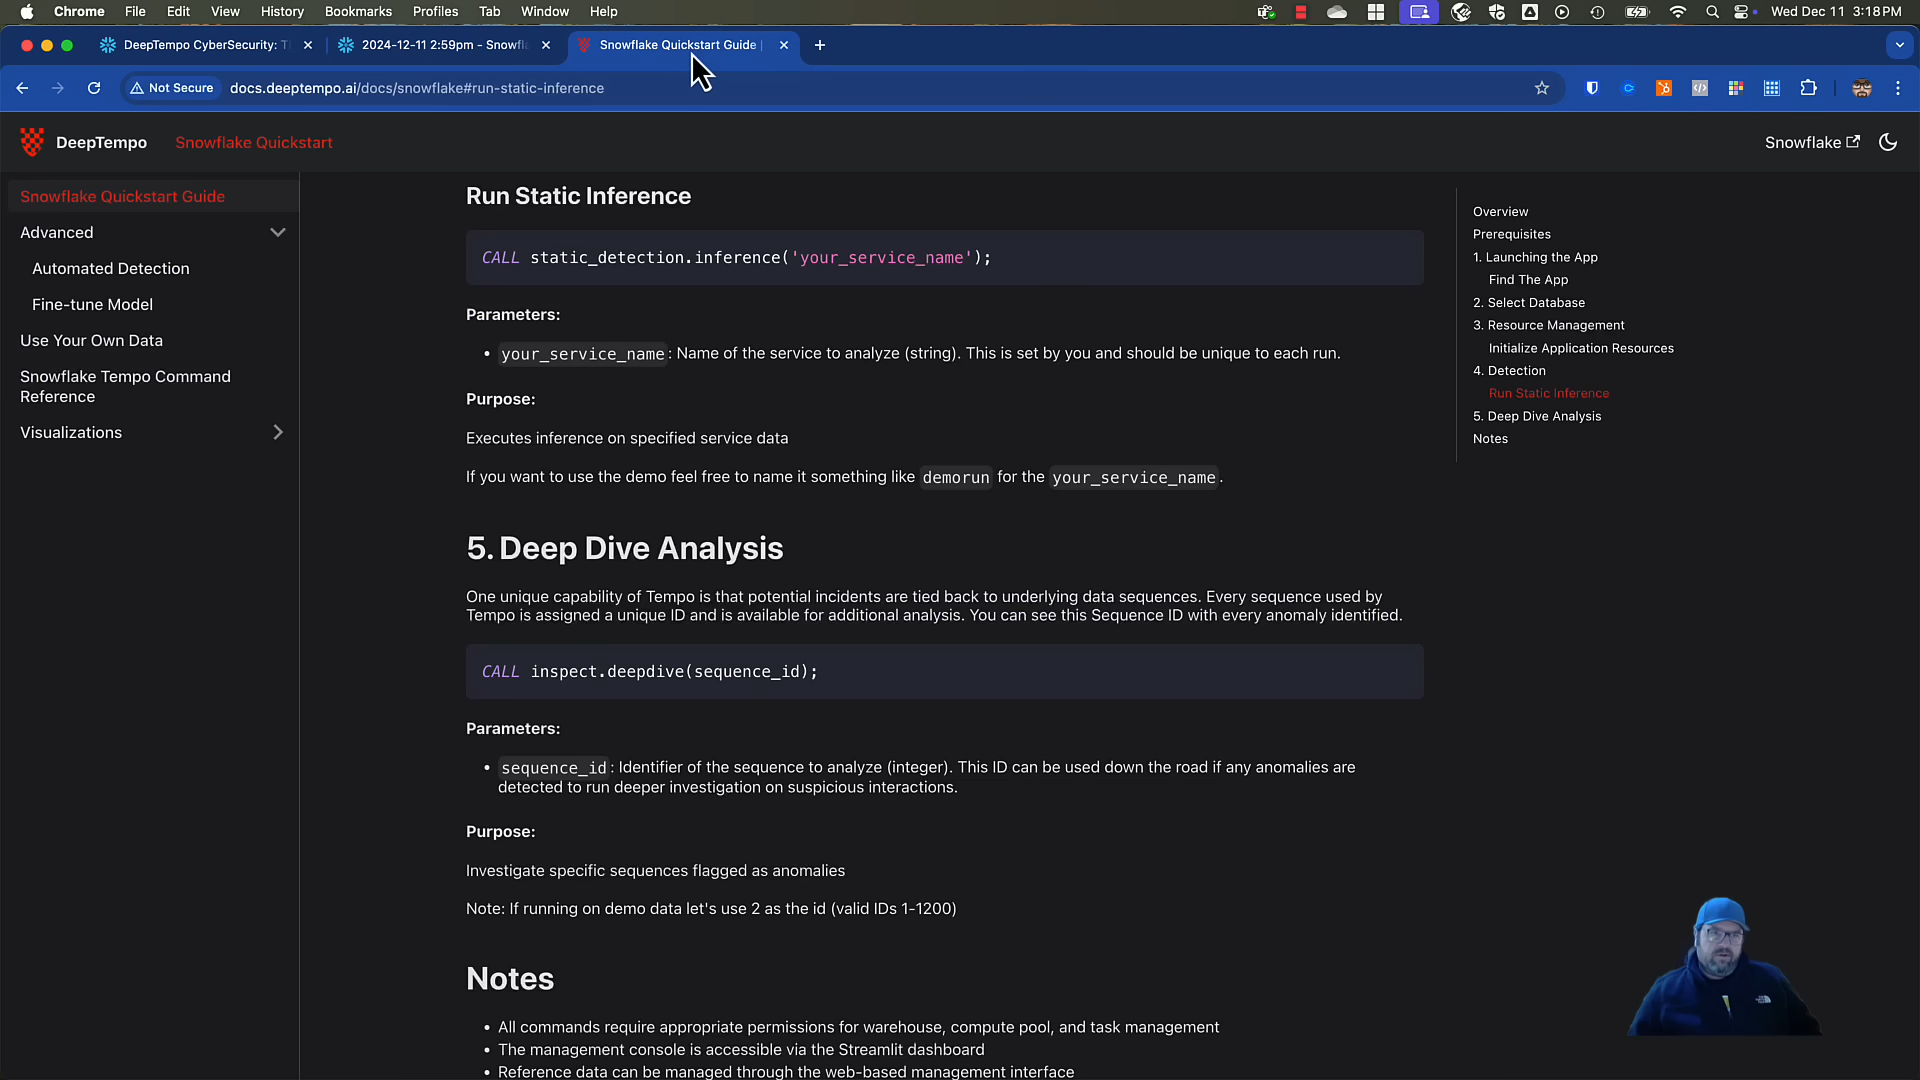 Chrome File Edit View History Bookmarks Profiles Tab Window Help Wed Dec 11 3:18 PM
DeepTempo CyberSecurity: T
2024-12-11 2:59pm - Snowfl
Snowflake Quickstart Guide |
Not Secure docs.deeptempo.ai/docs/snowflake#run-static-inference
DeepTempo Snowflake Quickstart Snowflake
Snowflake Quickstart Guide
Advanced
Automated Detection
Fine-tune Model
Use Your Own Data
Snowflake Tempo Command
Reference
Visualizations
Run Static Inference
CALL static_detection.inference('your_service_name');
Parameters:
• your_service_name: Name of the service to analyze (string). This is set by you and should be unique to each run.
Purpose:
Executes inference on specified service data
If you want to use the demo feel free to name it something like demorun for the your_service_name.
5. Deep Dive Analysis
One unique capability of Tempo is that potential incidents are tied back to underlying data sequences. Every sequence used by
Tempo is assigned a unique ID and is available for additional analysis. You can see this Sequence ID with every anomaly identified.
CALL inspect.deepdive(sequence_id);
Parameters:
• sequence_id: Identifier of the sequence to analyze (integer). This ID can be used down the road if any anomalies are
detected to run deeper investigation on suspicious interactions.
Purpose:
Investigate specific sequences flagged as anomalies
Note: If running on demo data let's use 2 as the id (valid IDs 1-1200)
Notes
• All commands require appropriate permissions for warehouse, compute pool, and task management
• The management console is accessible via the Streamlit dashboard
• Reference data can be managed through the web-based management interface
Overview
Prerequisites
1. Launching the App
Find The App
2. Select Database
3. Resource Management
Initialize Application Resources
4. Detection
Run Static Inference
5. Deep Dive Analysis
Notes